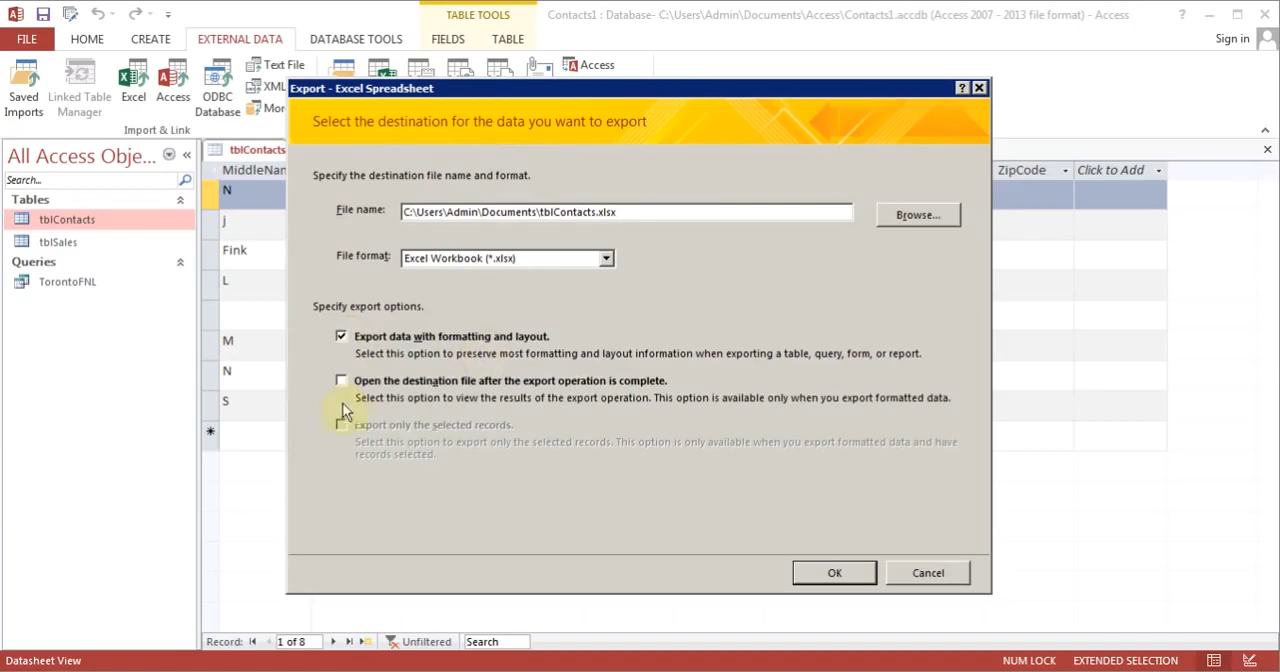 TABLE TOOLS
Contacts1 : Database- C:\Users\Admin\Documents\Access\Contacts1.accdb (Access 2007 - 2013 file format) - Access
FILE HOME CREATE EXTERNAL DATA DATABASE TOOLS FIELDS TABLE
Sign in
Saved Imports
Linked Table Manager
Excel
Access
ODBC Database
Text File
XML
Mor
Access
Import & Link
All Access Obje...
Search...
Tables
tblContacts
tblSales
Queries
TorontoFNL
tblContacts
MiddleNan
ZipCode
Click to Add
N
j
Fink
L
M
N
S
Export - Excel Spreadsheet
Select the destination for the data you want to export
Specify the destination file name and format.
File name: C:\Users\Admin\Documents\tblContacts.xlsx Browse...
File format: Excel Workbook (*.xlsx)
Specify export options.
Export data with formatting and layout.
Select this option to preserve most formatting and layout information when exporting a table, query, form, or report.
Open the destination file after the export operation is complete.
Select this option to view the results of the export operation. This option is available only when you export formatted data.
Export only the selected records.
Select this option to export only the selected records. This option is only available when you export formatted data and have
records selected.
OK Cancel
Record: 1 of 8 Unfiltered Search
Datasheet View NUM LOCK EXTENDED SELECTION